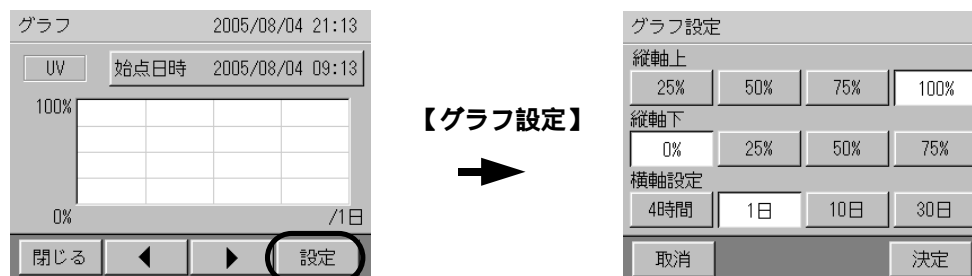 グラフ 2005/08/04 21:13
UV 始点日時 2005/08/04 09:13
100%
0% /1日
閉じる ◀ ▶ 設定
【グラフ設定】
グラフ設定
縦軸上
25% 50% 75% 100%
縦軸下
0% 25% 50% 75%
横軸設定
4時間 1日 10日 30日
取消 決定